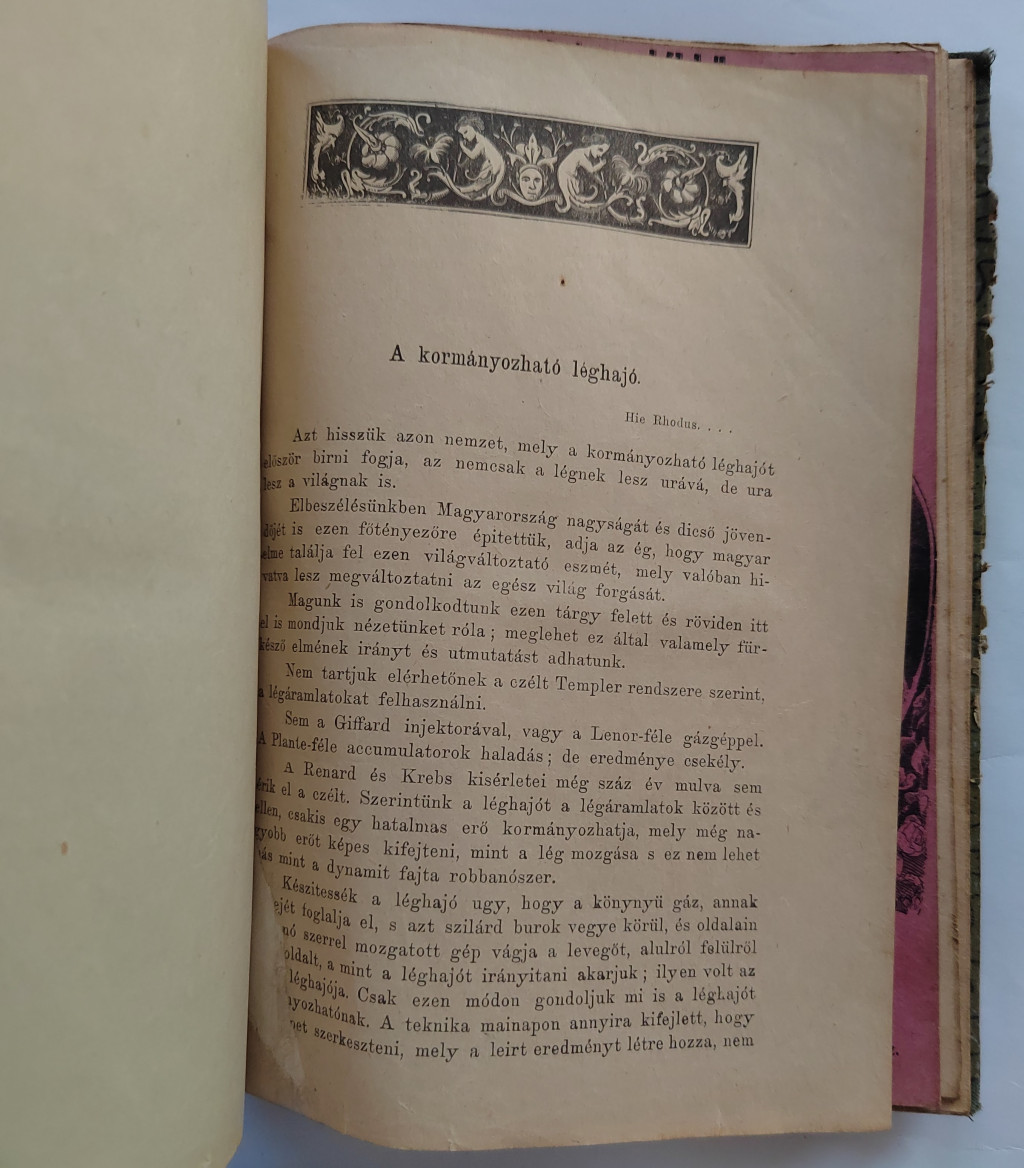 A kormányozható léghajó.
Hie Rhodus. . . .
Azt hisszük azon nemzet, mely a kormányozható léghajót
először birni fogja, az nemcsak a légnek lesz urává, de ura
lesz a világnak is.
Elbeszélésünkben Magyarország nagyságát és dicső jöven-
dőjét is ezen főtényezőre épitettük, adja az ég, hogy magyar
elme találja fel ezen világváltoztató eszmét, mely valóban hi-
vatva lesz megváltoztatni az egész világ forgását.
Magunk is gondolkodtunk ezen tárgy felett és röviden itt
el is mondjuk nézetünket róla; meglehet ez által valamely für-
késző elmének irányt és utmutatást adhatunk.
Nem tartjuk elérhetőnek a czélt Templer rendszere szerint,
a légáramlatokat felhasználni.
Sem a Giffard injektorával, vagy a Lenor-féle gázgéppel.
A Plante-féle accumulatorok haladás; de eredménye csekély.
A Renard és Krebs kisérletei még száz év mulva sem
érik el a czélt. Szerintünk a léghajót a légáramlatok között és
ellen, csakis egy hatalmas erő kormányozhatja, mely még na-
gyobb erőt képes kifejteni, mint a lég mozgása s ez nem lehet
más mint a dynamit fajta robbanószer.
Készitessék a léghajó ugy, hogy a könynyü gáz, annak
ejét foglalja el, s azt szilárd burok vegye körül, és oldalain
nó szerrel mozgatott gép vágja a levegőt, alulról felülről
oldalt, a mint a léghajót irányitani akarjuk; ilyen volt az
léghajója. Csak ezen módon gondoljuk mi is a léghajót
nyozhatónak. A teknika mainapon annyira kifejlett, hogy
szerkeszteni, mely a leirt eredményt létre hozza, nem